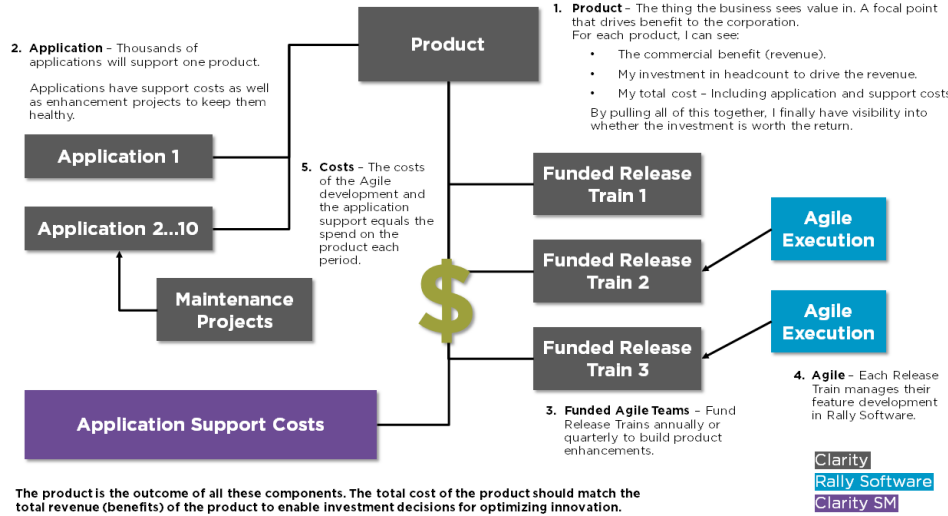 Product
1. Product – The thing the business sees value in. A focal point
that drives benefit to the corporation.
For each product, I can see:
• The commercial benefit (revenue).
• My investment in headcount to drive the revenue.
• My total cost – Including application and support costs
By pulling all of this together, I finally have visibility into
whether the investment is worth the return.
2. Application – Thousands of
applications will support one product.
Applications have support costs as well
as enhancement projects to keep them
healthy.
Application 1
Application 2...10
Maintenance
Projects
5. Costs – The costs
of the Agile
development and
the application
support equals the
spend on the
product each
period.
$
Funded Release
Train 1
Funded Release
Train 2
Funded Release
Train 3
Agile
Execution
Agile
Execution
4. Agile – Each Release
Train manages their
feature development
in Rally Software.
3. Funded Agile Teams – Fund
Release Trains annually or
quarterly to build product
enhancements.
Application Support Costs
Clarity
Rally Software
Clarity SM
The product is the outcome of all these components. The total cost of the product should match the
total revenue (benefits) of the product to enable investment decisions for optimizing innovation.